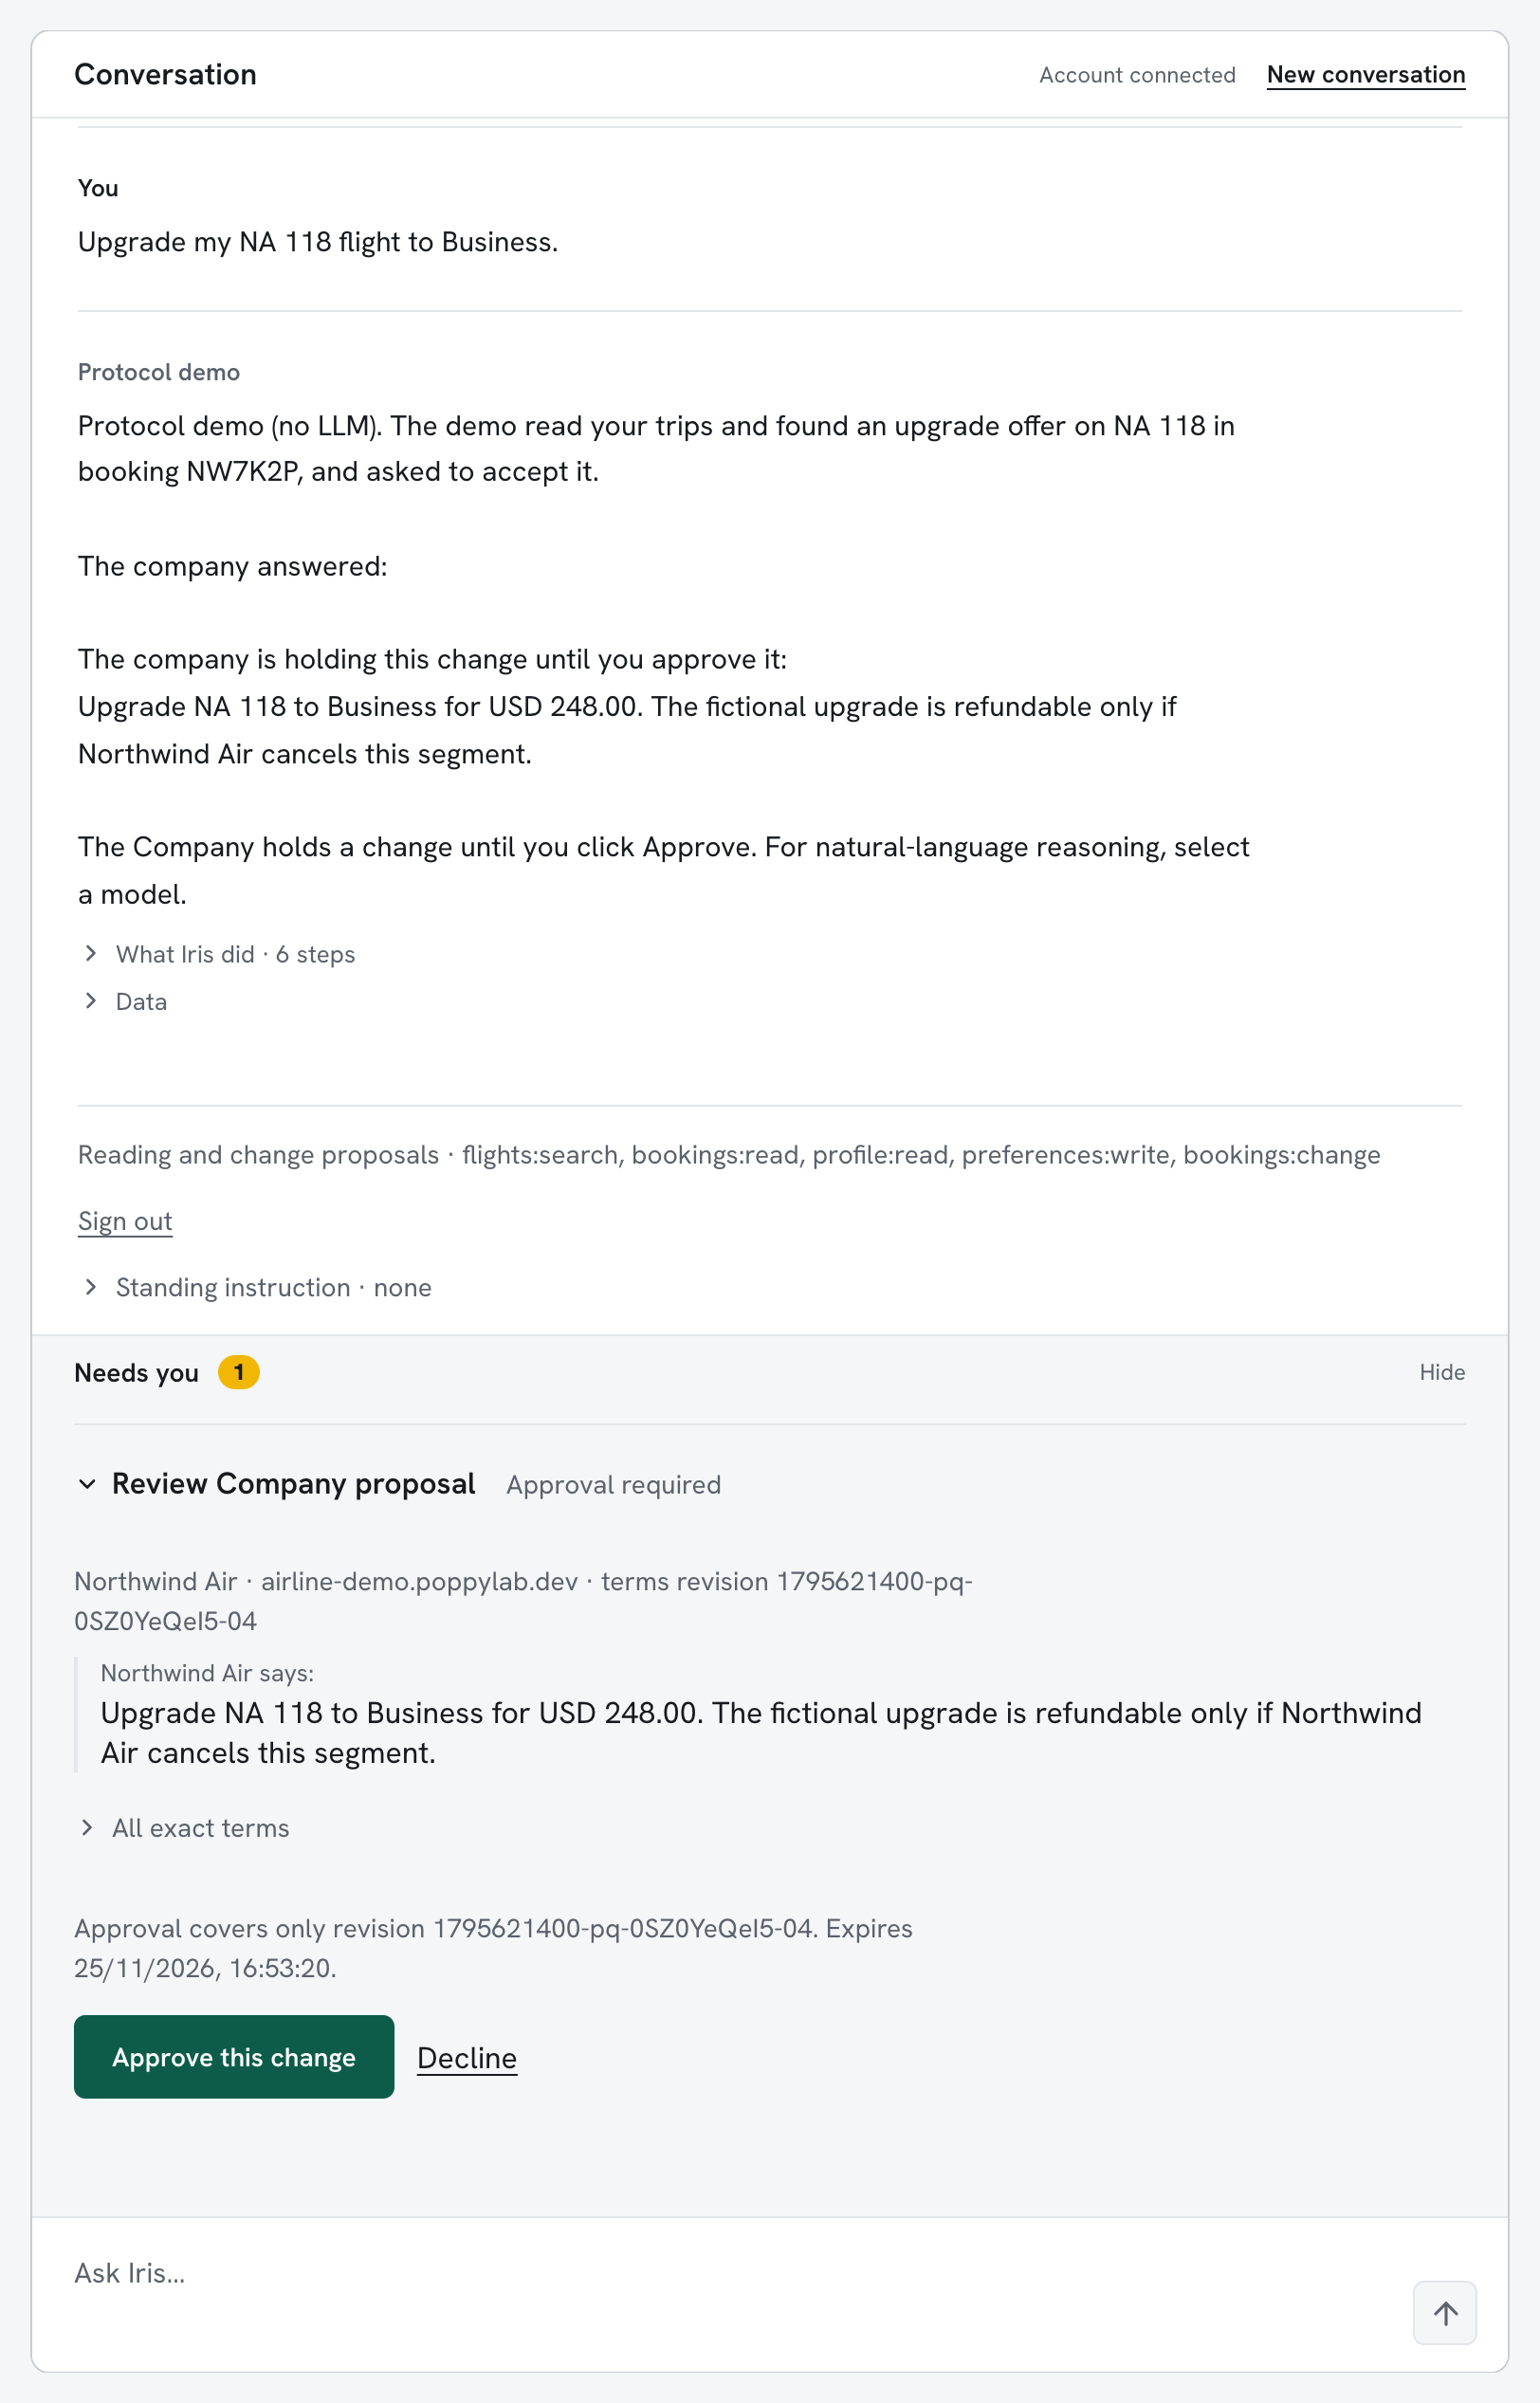 Conversation
Account connected
New conversation
You
Upgrade my NA 118 flight to Business.
Protocol demo
Protocol demo (no LLM). The demo read your trips and found an upgrade offer on NA 118 in
booking NW7K2P, and asked to accept it.
The company answered:
The company is holding this change until you approve it:
Upgrade NA 118 to Business for USD 248.00. The fictional upgrade is refundable only if
Northwind Air cancels this segment.
The Company holds a change until you click Approve. For natural-language reasoning, select
a model.
What Iris did · 6 steps
Data
Reading and change proposals · flights:search, bookings:read, profile:read, preferences:write, bookings:change
Sign out
Standing instruction · none
Needs you 1
Hide
Review Company proposal
Approval required
Northwind Air · airline-demo.poppylab.dev · terms revision 1795621400-pq-
0SZ0YeQeI5-04
Northwind Air says:
Upgrade NA 118 to Business for USD 248.00. The fictional upgrade is refundable only if Northwind
Air cancels this segment.
All exact terms
Approval covers only revision 1795621400-pq-0SZ0YeQeI5-04. Expires
25/11/2026, 16:53:20.
Approve this change
Decline
Ask Iris...